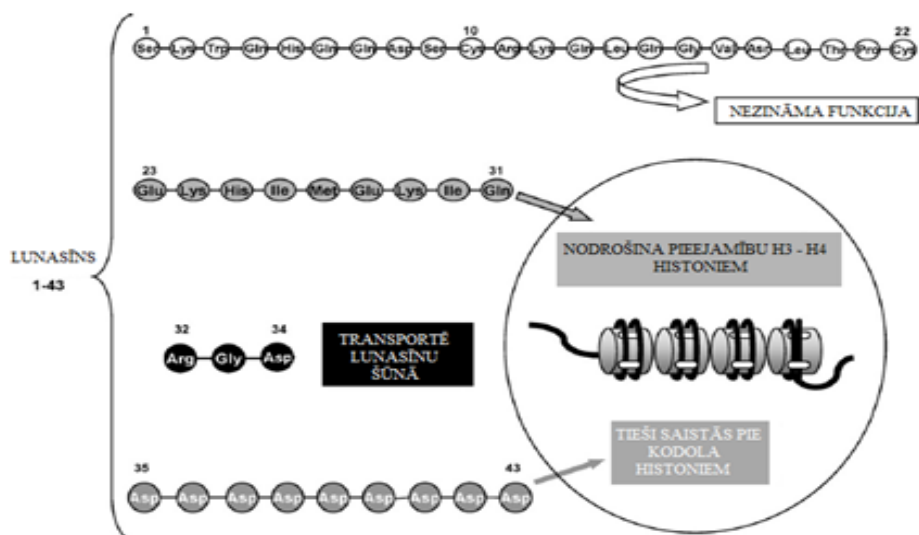 1 10 22
Ser Lys Trp Gln His Gln Gln Asp Ser Cys Arg Lys Gln Leu Gln Gly Val Asn Leu Thr Pro Cys
NEZINĀMA FUNKCIJA
23 31
Glu Lys His Ile Met Glu Lys Ile Gln
NODROŠINA PIEEJAMĪBU H3 - H4
HISTONIEM
LUNASĪNS
1-43
32 34
Arg Gly Asp
TRANSPORTĒ
LUNASĪNU
ŠŪNĀ
TIEŠI SAISTĀS PIE
KODOLA
HISTONIEM
35 43
Asp Asp Asp Asp Asp Asp Asp Asp Asp